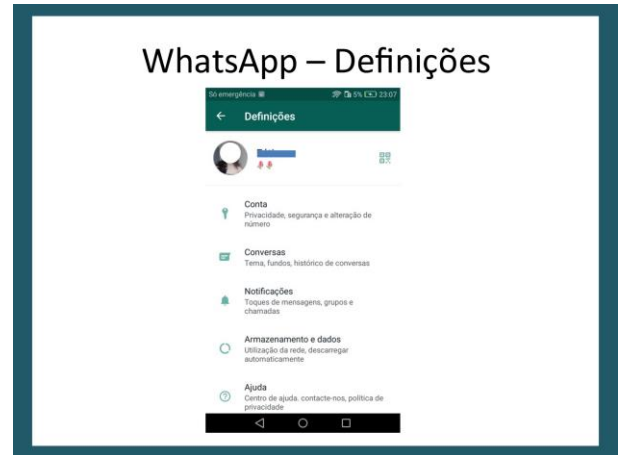 WhatsApp – Definições
Só emergência 5% 23:07
Definições
Conta
Privacidade, segurança e alteração de
número
Conversas
Tema, fundos, histórico de conversas
Notificações
Toques de mensagens, grupos e
chamadas
Armazenamento e dados
Utilização da rede, descarregar
automaticamente
Ajuda
Centro de ajuda. contacte-nos, política de
privacidade